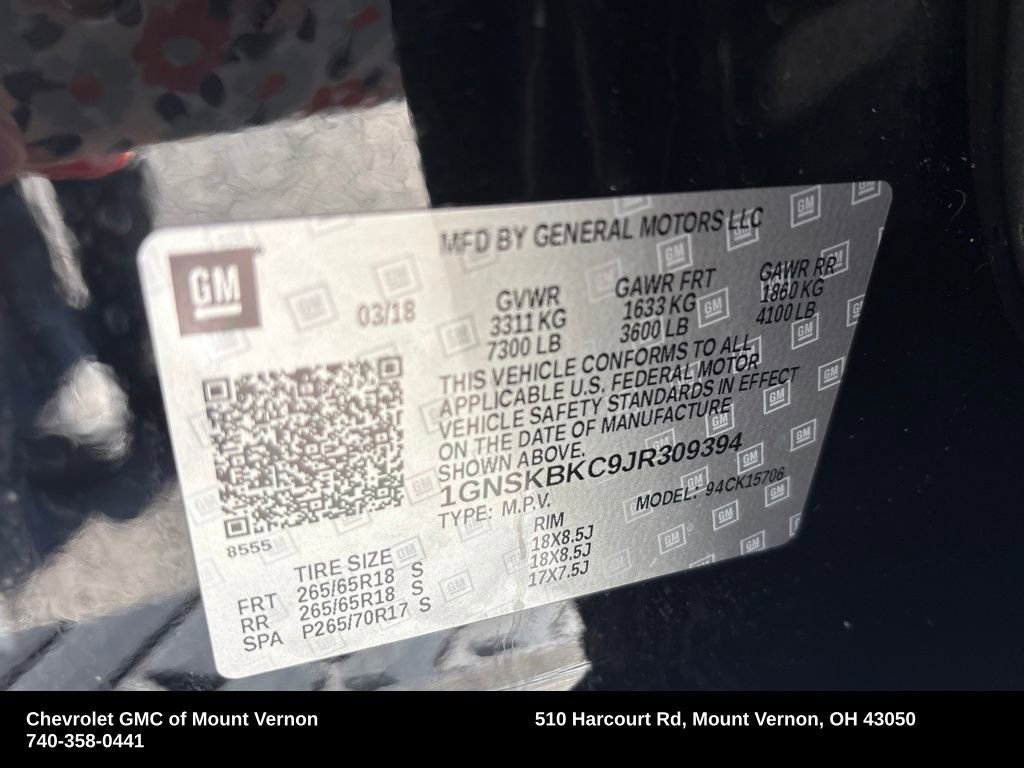 MFD BY GENERAL MOTORS LLC
GM
03/18
GVWR GAWR FRT GAWR RR
3311 KG 1633 KG 1860 KG
7300 LB 3600 LB 4100 LB
THIS VEHICLE CONFORMS TO ALL
APPLICABLE U.S. FEDERAL MOTOR
VEHICLE SAFETY STANDARDS IN EFFECT
ON THE DATE OF MANUFACTURE
SHOWN ABOVE.
1GNSKBKC9JR309394
TYPE: M.P.V. MODEL: 94CK15706
8555
TIRE SIZE RIM
FRT 265/65R18 S 18X8.5J
RR 265/65R18 S 18X8.5J
SPA P265/70R17 S 17X7.5J
Chevrolet GMC of Mount Vernon
740-358-0441
510 Harcourt Rd, Mount Vernon, OH 43050